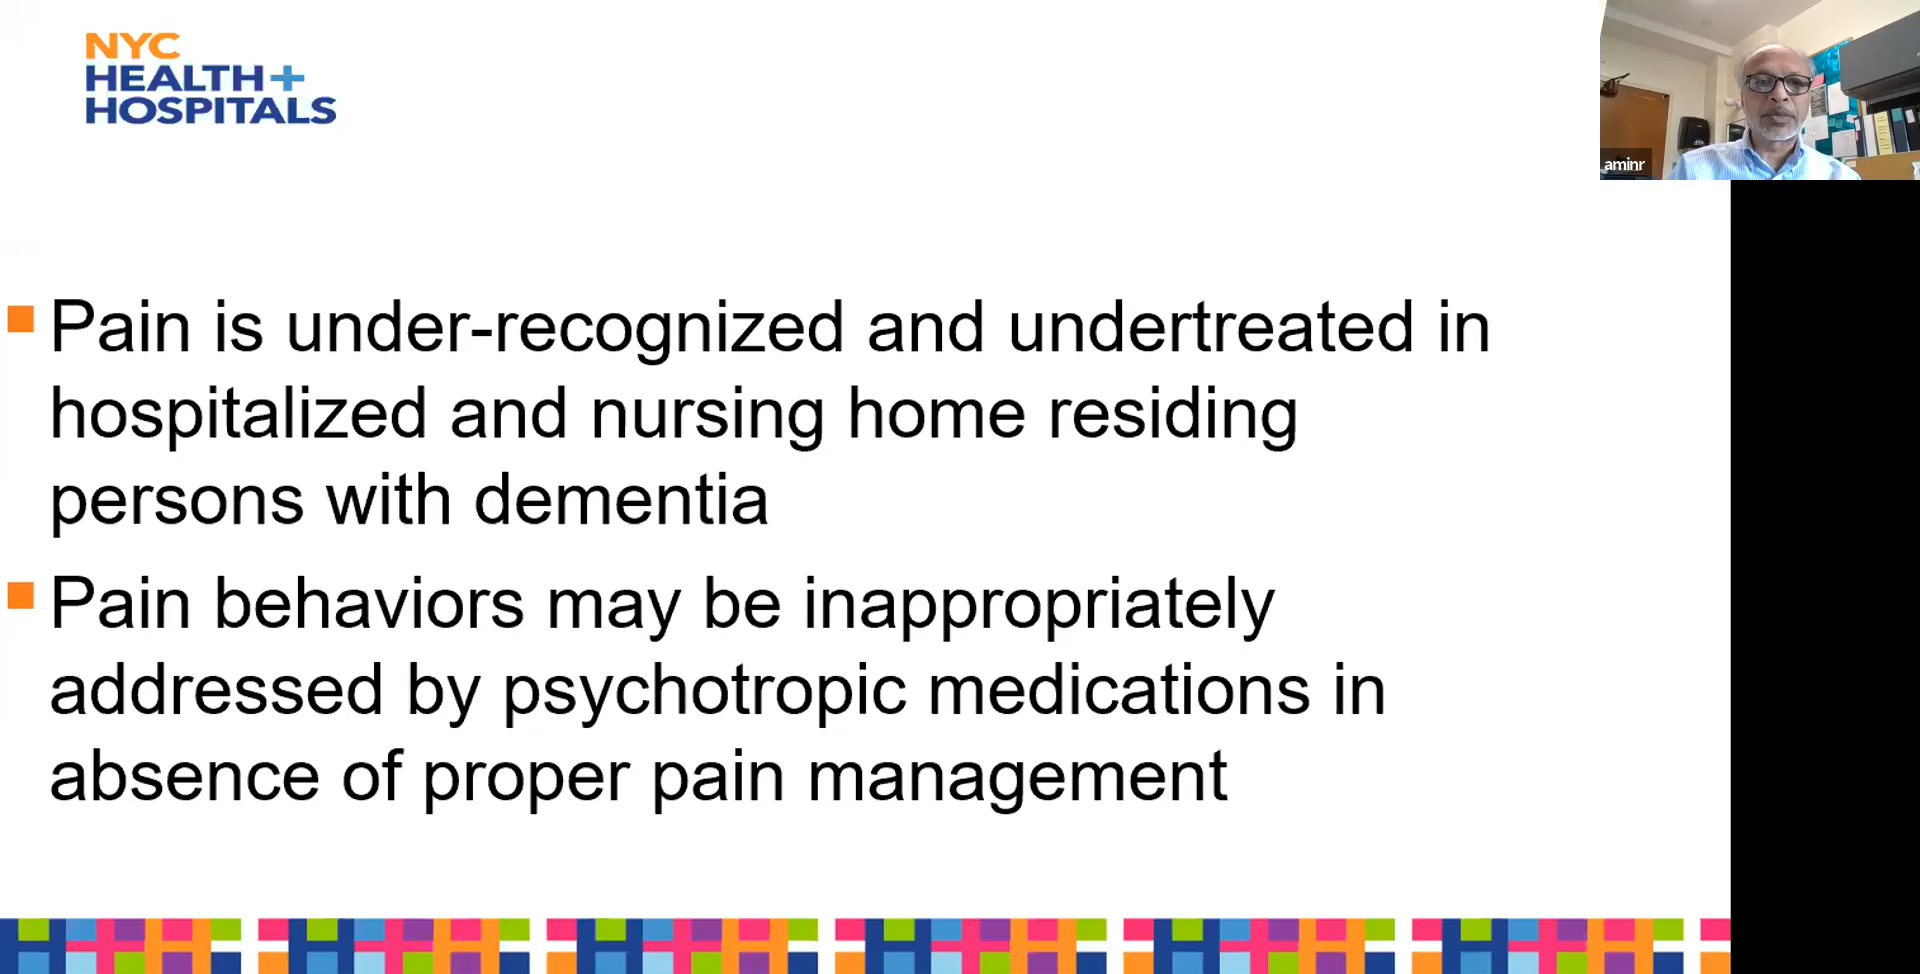 NYC
HEALTH+
HOSPITALS
aminr
Pain is under-recognized and undertreated in
hospitalized and nursing home residing
persons with dementia
Pain behaviors may be inappropriately
addressed by psychotropic medications in
absence of proper pain management